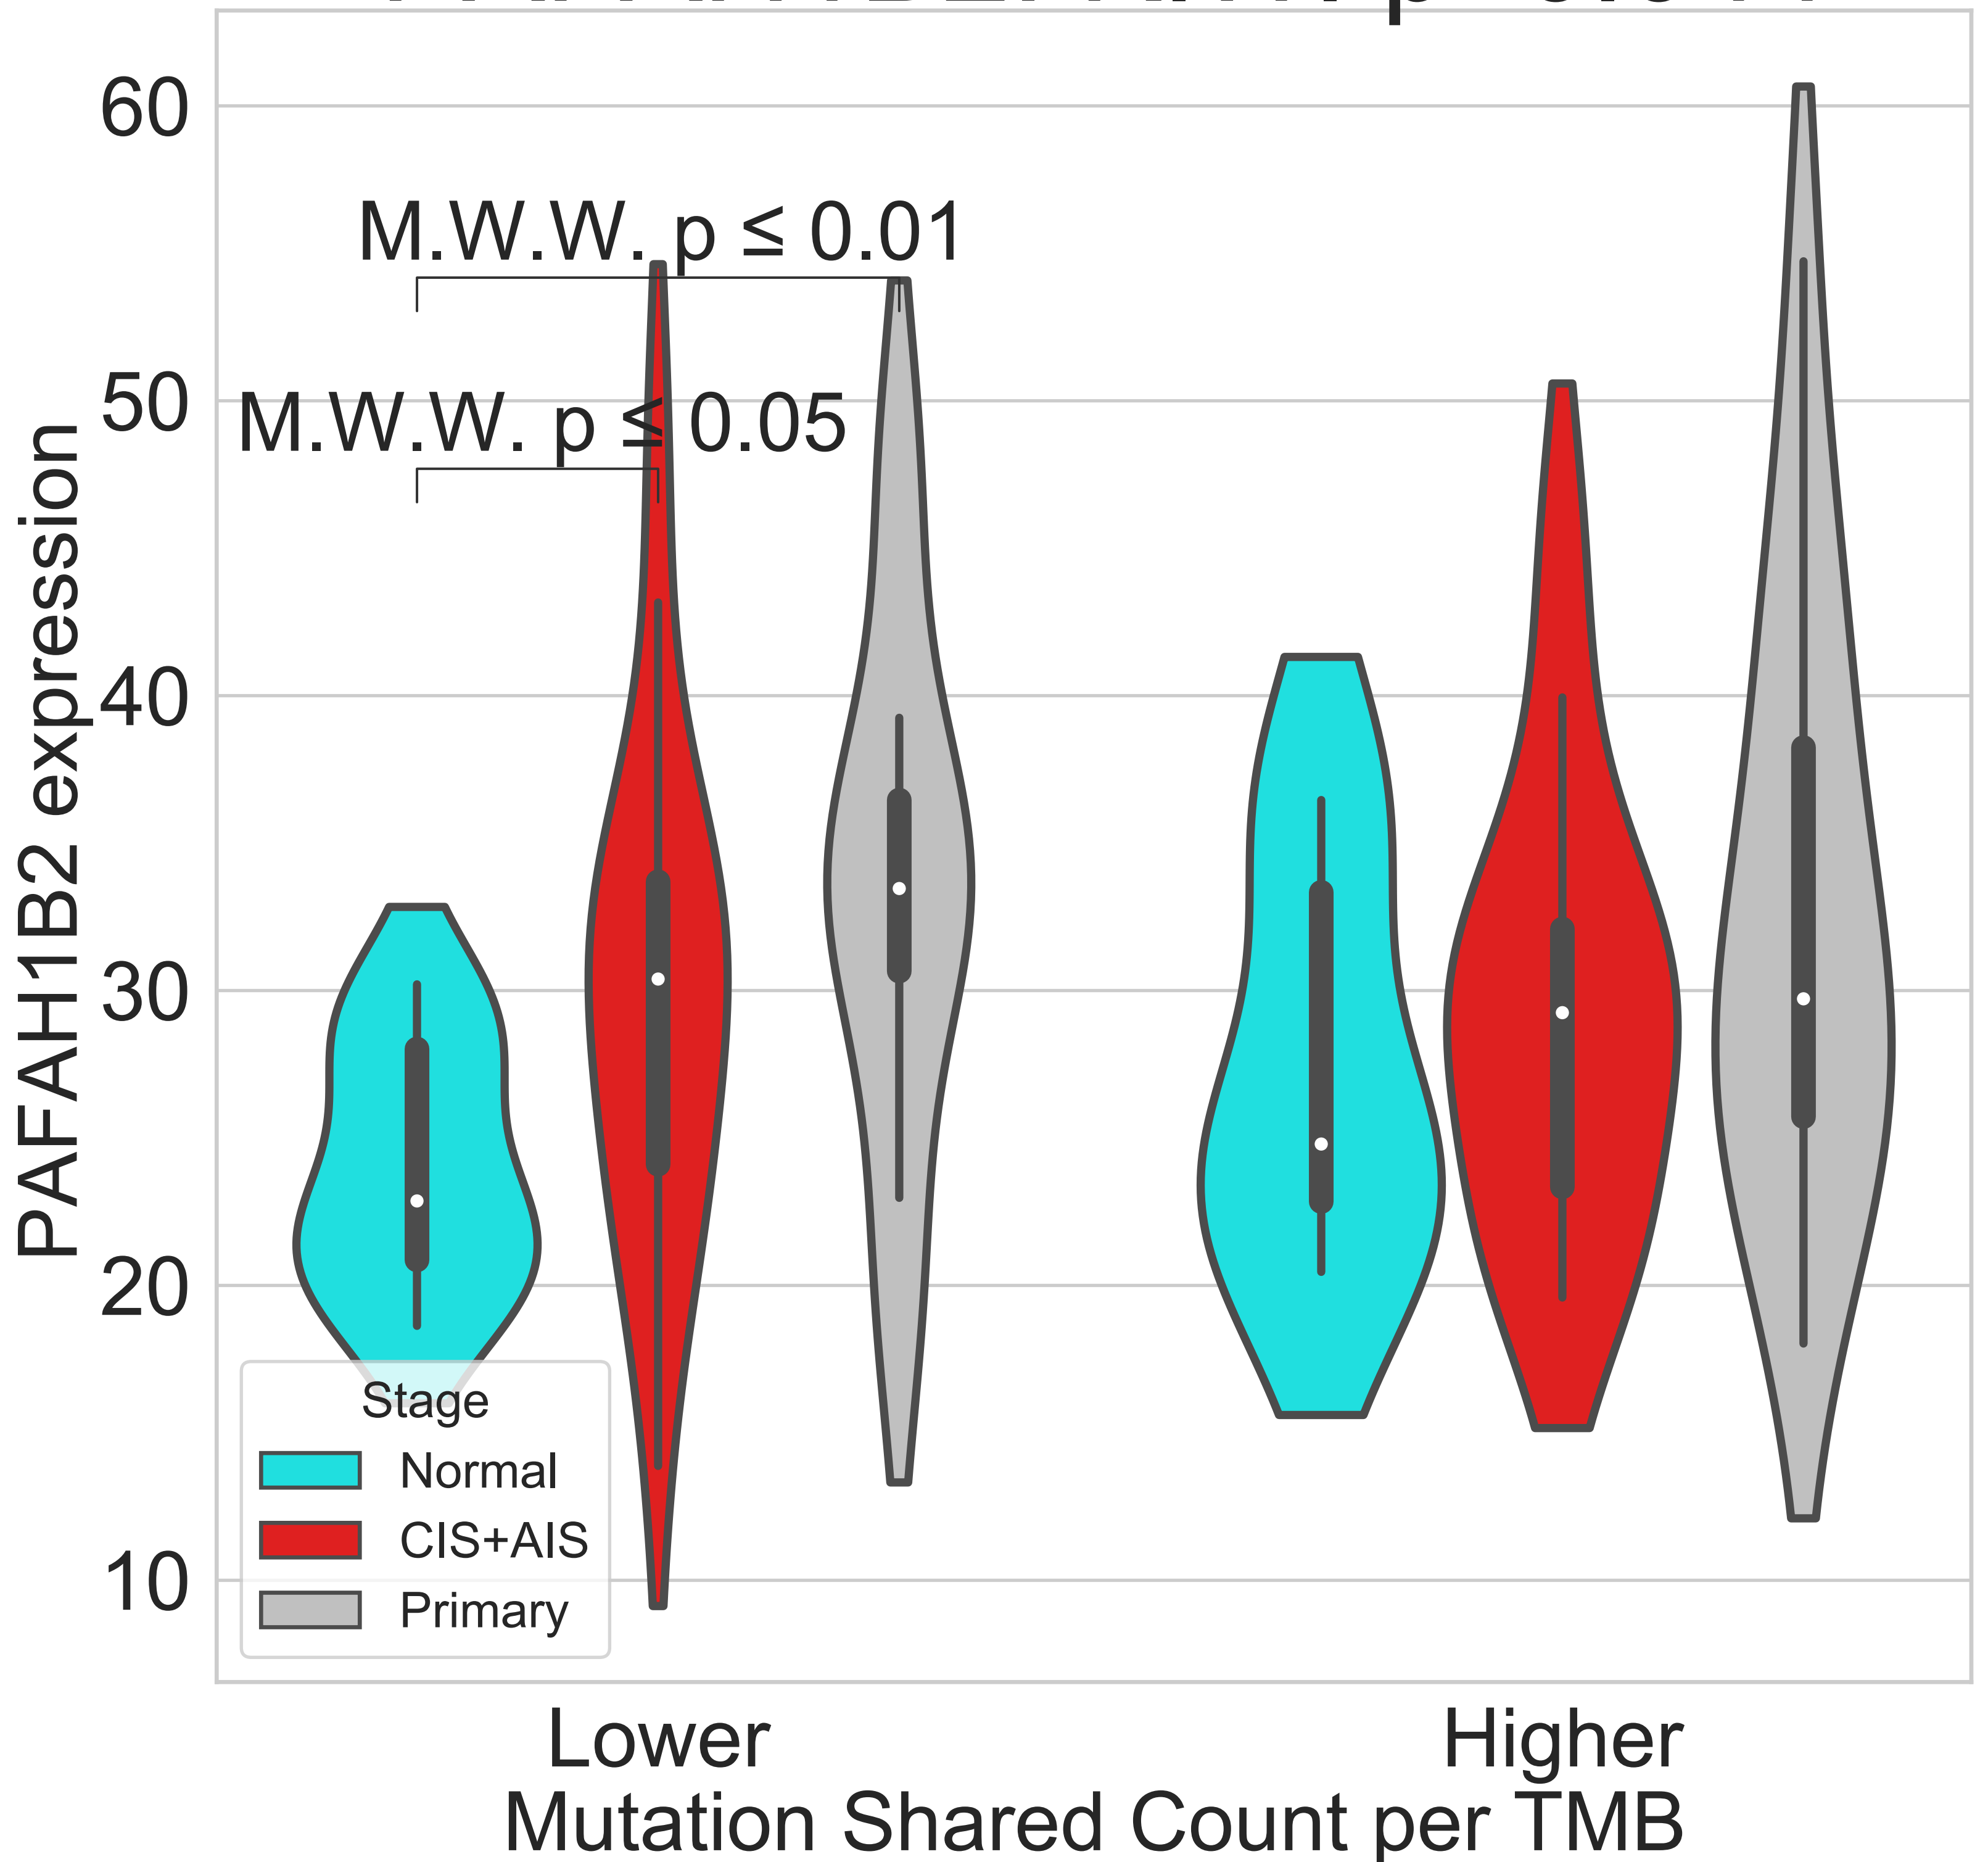 60
M.W.W. p ≤ 0.01
50
M.W.W. p ≤ 0.05
40
30
20
10
PAFAH1B2 expression
Stage
Normal
CIS+AIS
Primary
Lower
Higher
Mutation Shared Count per TMB